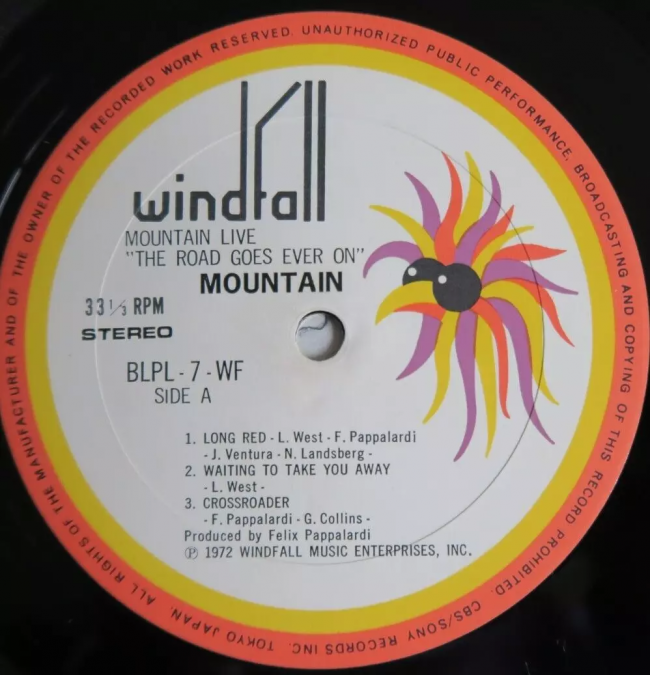 windfall
MOUNTAIN LIVE
"THE ROAD GOES EVER ON"
MOUNTAIN
33 1/3 RPM
STEREO
BLPL - 7 - WF
SIDE A
1. LONG RED - L. West - F. Pappalardi
- J. Ventura - N. Landsberg -
2. WAITING TO TAKE YOU AWAY
- L. West -
3. CROSSROADER
- F. Pappalardi - G. Collins -
Produced by Felix Pappalardi
Ⓟ 1972 WINDFALL MUSIC ENTERPRISES, INC.
ALL RIGHTS OF THE MANUFACTURER AND OF THE OWNER OF THE RECORDED WORK RESERVED. UNAUTHORIZED PUBLIC PERFORMANCE, BROADCASTING AND COPYING OF THIS RECORD PROHIBITED. CBS/SONY RECORDS INC. TOKYO JAPAN.